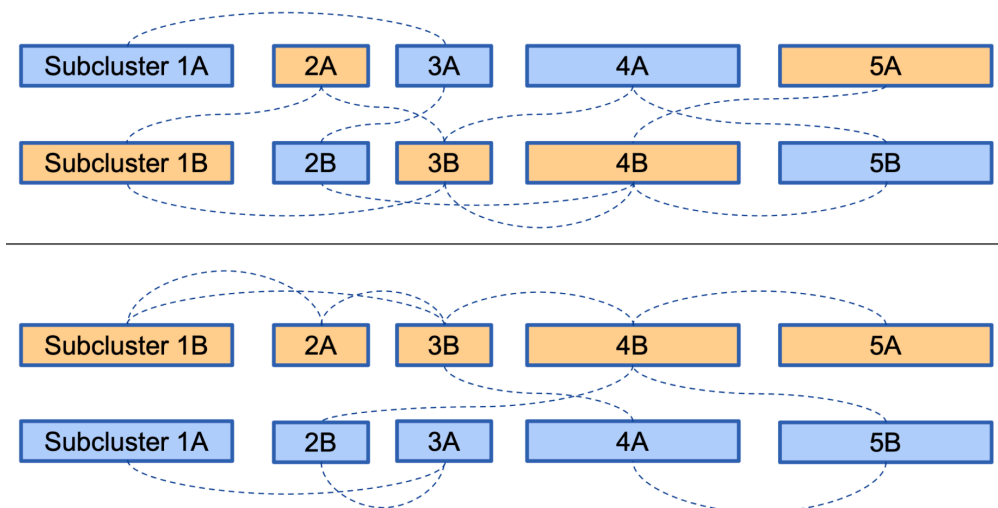 Subcluster 1A 2A 3A 4A 5A
Subcluster 1B 2B 3B 4B 5B
Subcluster 1B 2A 3B 4B 5A
Subcluster 1A 2B 3A 4A 5B